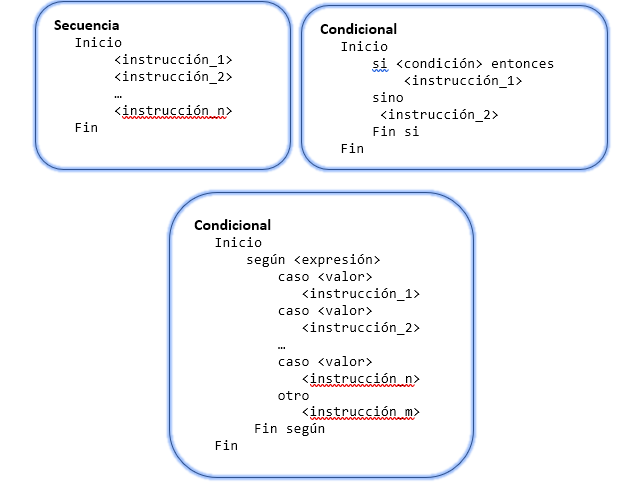 Secuencia
Inicio
<instrucción_1>
<instrucción_2>
…
<instrucción_n>
Fin
Condicional
Inicio
si <condición> entonces
<instrucción_1>
sino
<instrucción_2>
Fin si
Fin
Condicional
Inicio
según <expresión>
caso <valor>
<instrucción_1>
caso <valor>
<instrucción_2>
…
caso <valor>
<instrucción_n>
otro
<instrucción_m>
Fin según
Fin